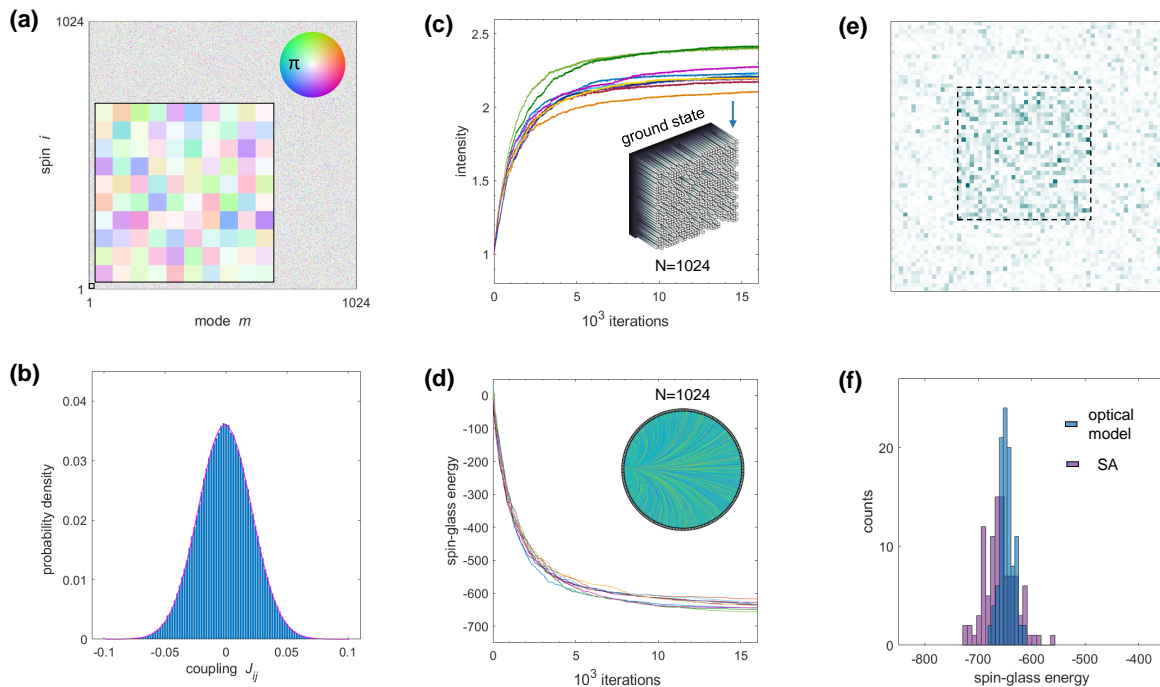 (a)
1024
π
spin i
1
1
1024
mode m
(b)
0.04
0.03
0.02
0.01
0
probability density
-0.1
-0.05
0
0.05
0.1
coupling Jij
(c)
2.5
2
1.5
1
intensity
ground state
N=1024
0
5
10
15
10³ iterations
(d)
0
-100
-200
-300
-400
-500
-600
-700
spin-glass energy
N=1024
0
5
10
15
10³ iterations
(e)
(f)
20
10
0
counts
optical
model
SA
-800
-700
-600
-500
-400
spin-glass energy